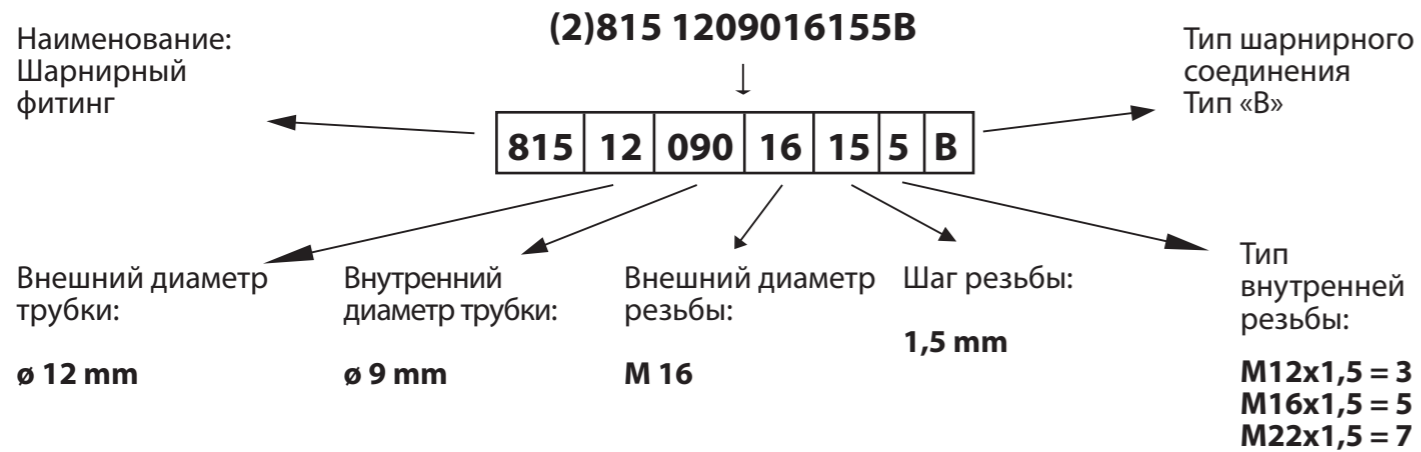 (2)815 1209016155B
Наименование:
Шарнирный
фитинг
Тип шарнирного
соединения
Тип «В»
815 12 090 16 15 5 B
Внешний диаметр
трубки:
ø 12 mm
Внутренний
диаметр трубки:
ø 9 mm
Внешний диаметр
резьбы:
M 16
Шаг резьбы:
1,5 mm
Тип
внутренней
резьбы:
M12x1,5 = 3
M16x1,5 = 5
M22x1,5 = 7